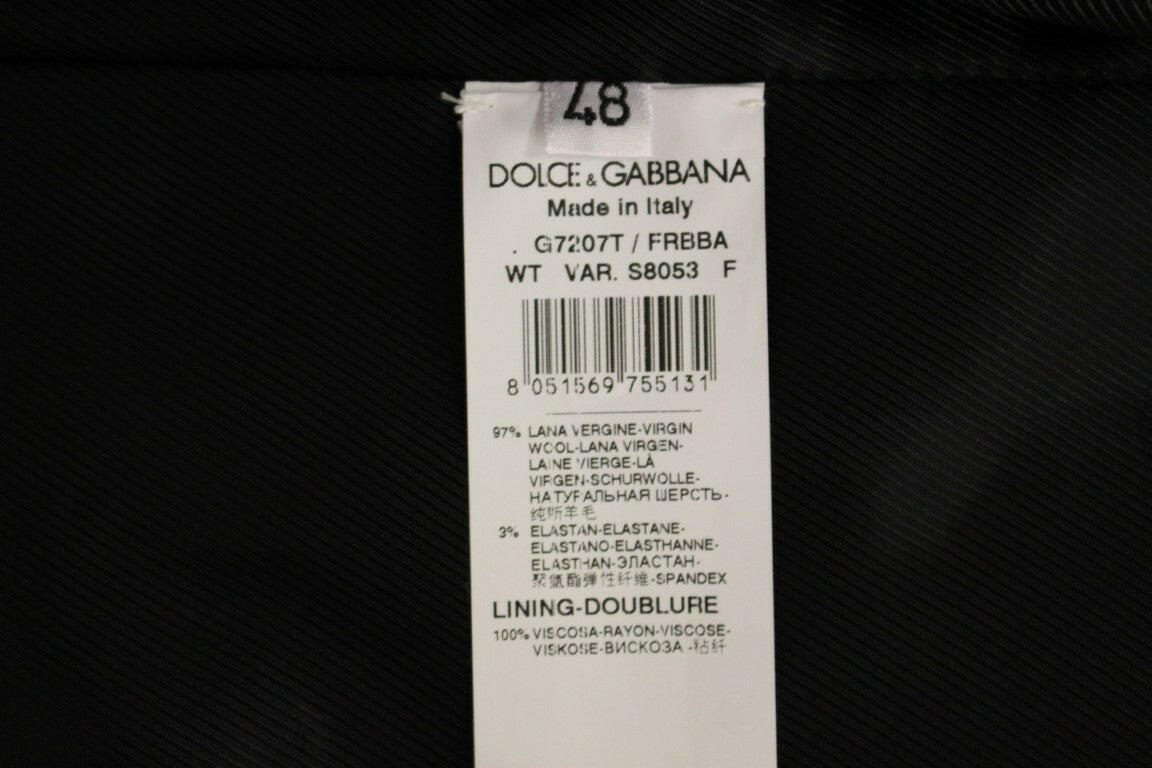 48
DOLCE & GABBANA
Made in Italy
. G7207T / FRBBA
WT VAR. S8053 F
8 051569 755131
97% LANA VERGINE-VIRGIN
WOOL-LANA VIRGEN-
LAINE VIERGE-LÀ
VIRGEN-SCHURWOLLE-
НАТУРАЛЬНАЯ ШЕРСТЬ-
纯所羊毛
3% ELASTAN-ELASTANE-
ELASTANO-ELASTHANNE-
ELASTHAN-ЭЛАСТАН-
聚氨酯弹性纤维-SPANDEX
LINING-DOUBLURE
100% VISCOSA-RAYON-VISCOSE-
VISKOSE-ВИСКОЗА -粘纤